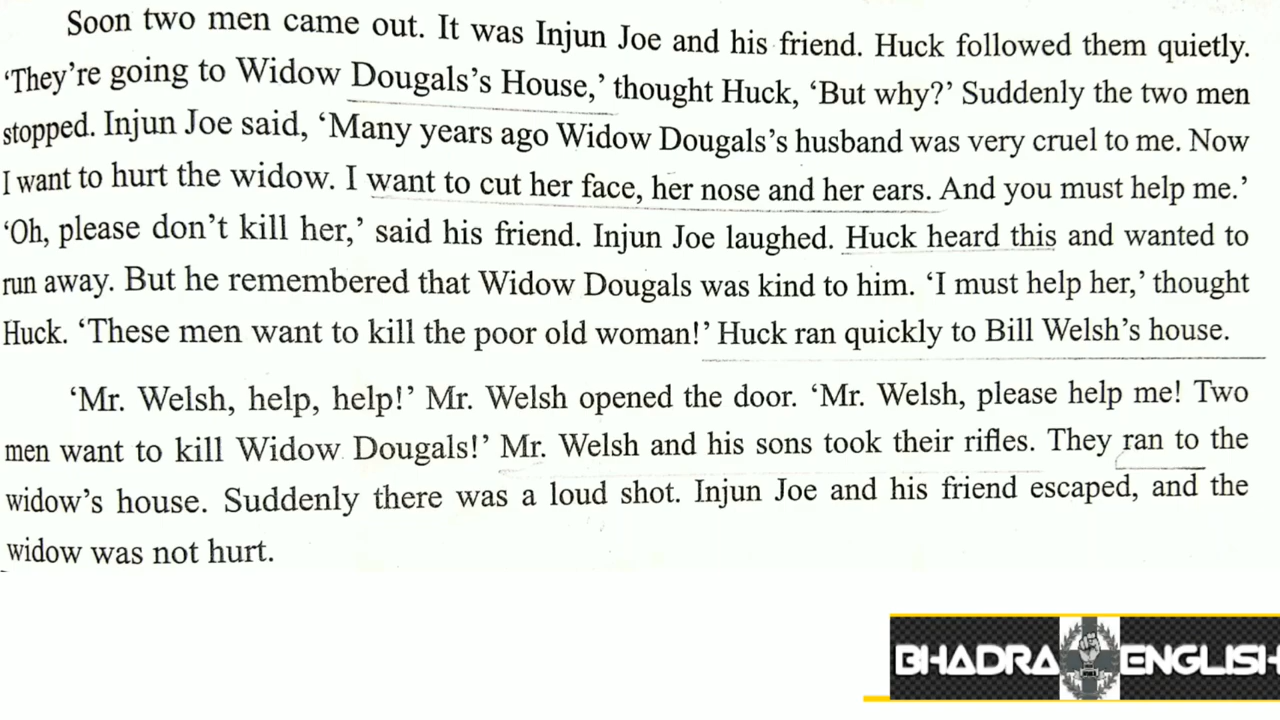 Soon two men came out. It was Injun Joe and his friend. Huck followed them quietly.
‘They’re going to Widow Dougals’s House,’ thought Huck, ‘But why?’ Suddenly the two men
stopped. Injun Joe said, ‘Many years ago Widow Dougals’s husband was very cruel to me. Now
I want to hurt the widow. I want to cut her face, her nose and her ears. And you must help me.’
‘Oh, please don’t kill her,’ said his friend. Injun Joe laughed. Huck heard this and wanted to
run away. But he remembered that Widow Dougals was kind to him. ‘I must help her,’ thought
Huck. ‘These men want to kill the poor old woman!’ Huck ran quickly to Bill Welsh’s house.
‘Mr. Welsh, help, help!’ Mr. Welsh opened the door. ‘Mr. Welsh, please help me! Two
men want to kill Widow Dougals!’ Mr. Welsh and his sons took their rifles. They ran to the
widow’s house. Suddenly there was a loud shot. Injun Joe and his friend escaped, and the
widow was not hurt.
BHADRA ENGLISH